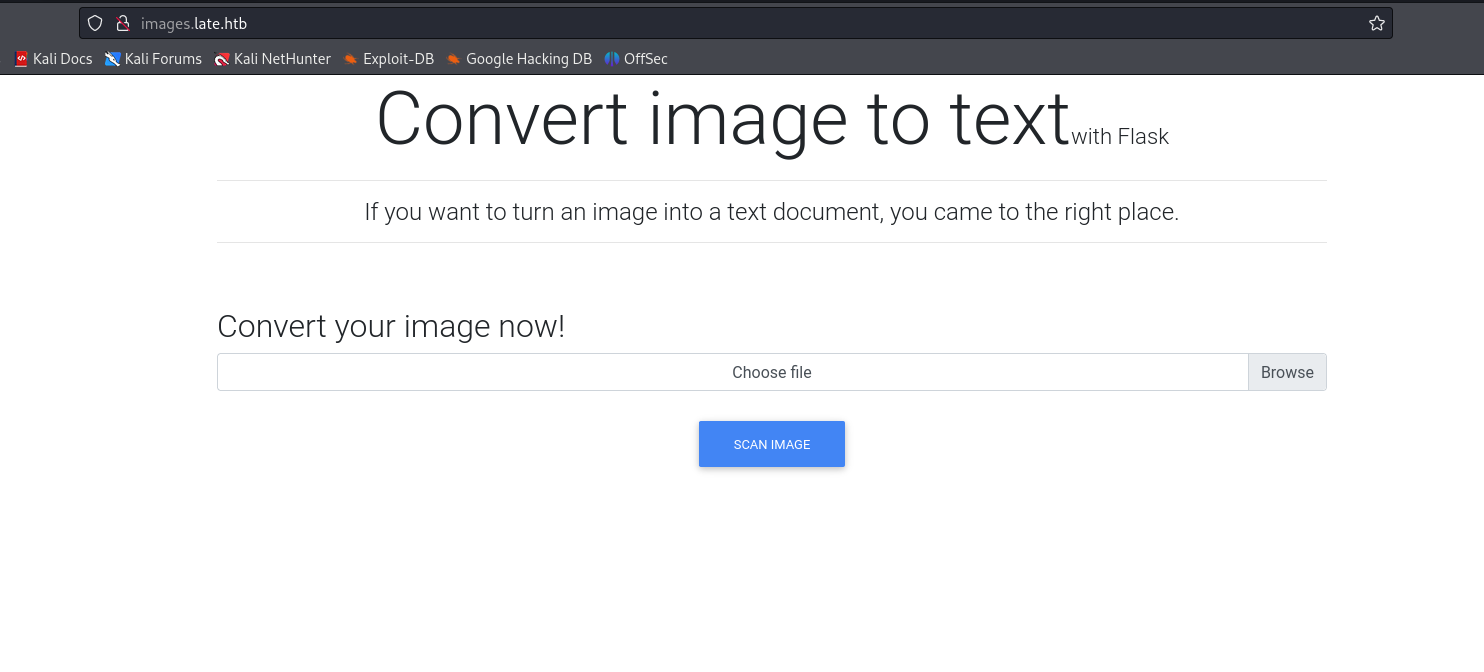 images.late.htb
Kali Docs Kali Forums Kali NetHunter Exploit-DB Google Hacking DB OffSec
Convert image to text with Flask
If you want to turn an image into a text document, you came to the right place.
Convert your image now!
Choose file Browse
SCAN IMAGE